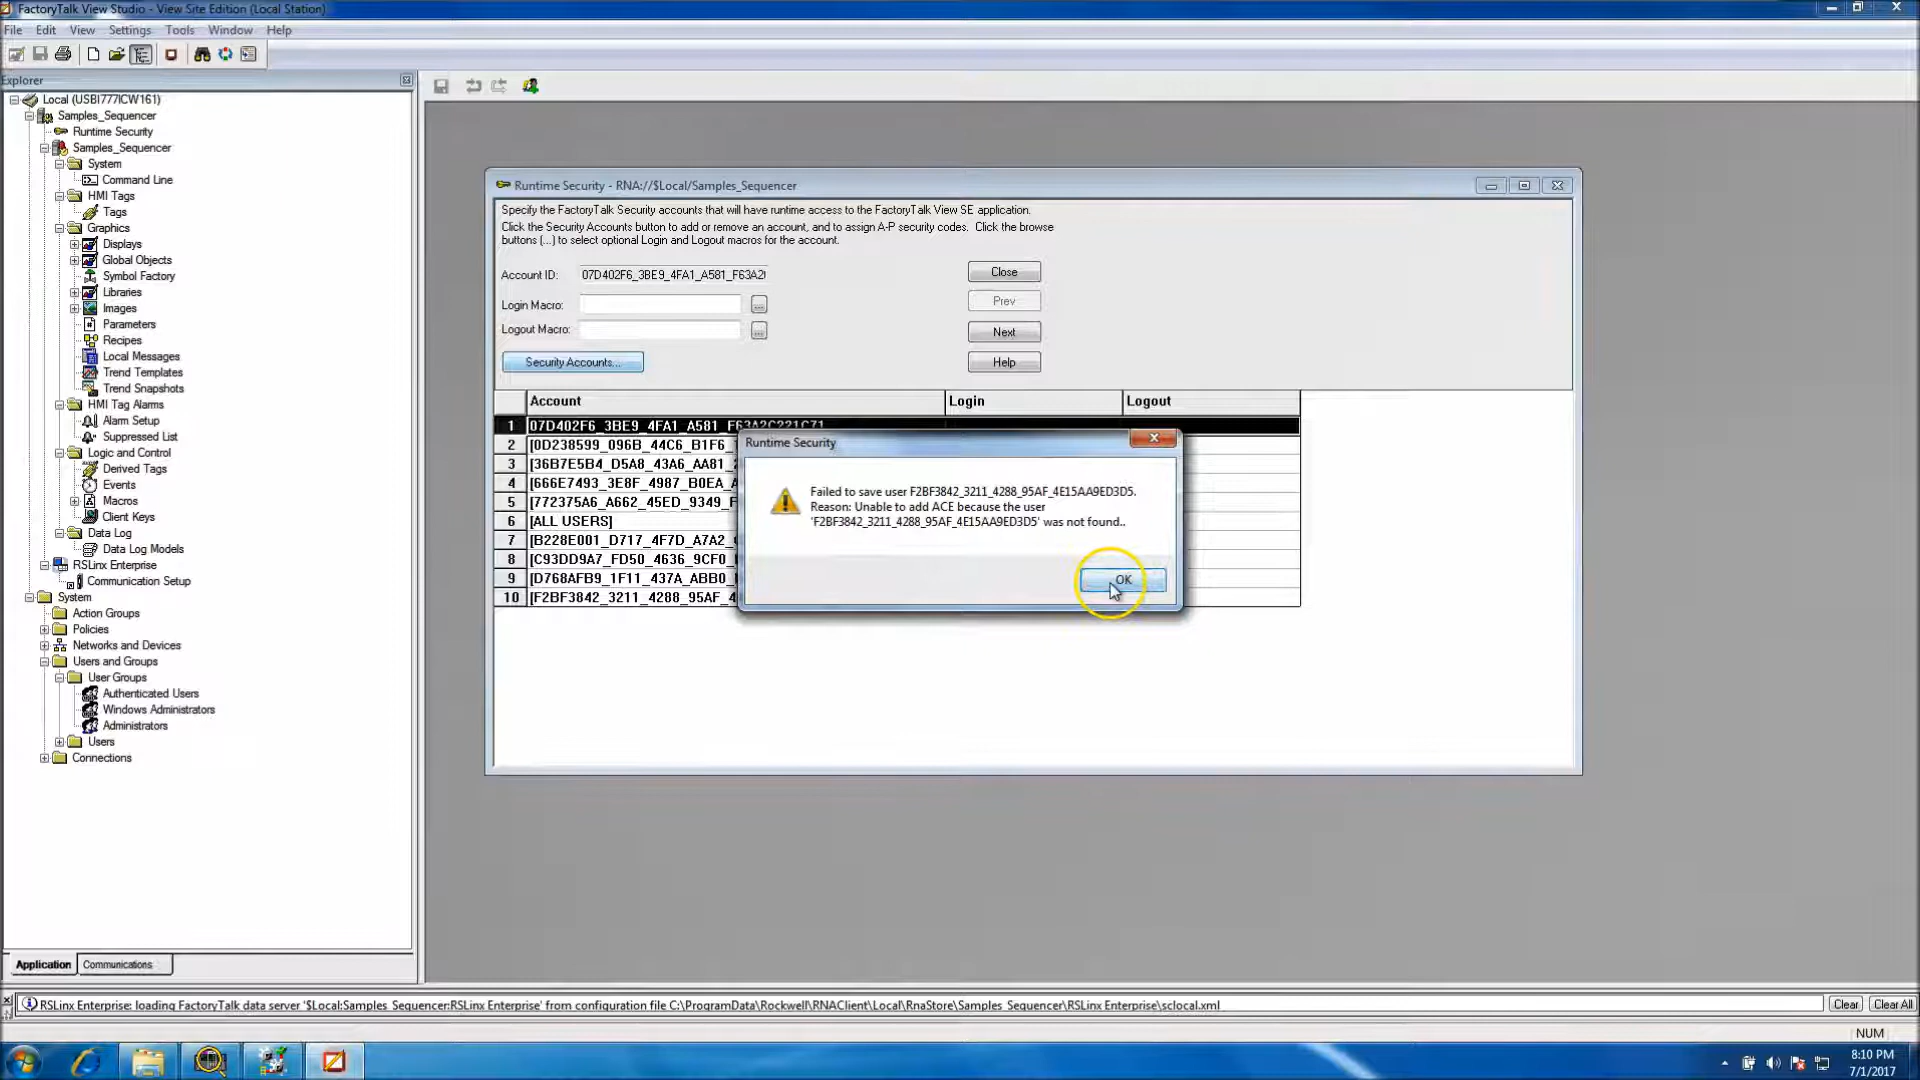 FactoryTalk View Studio - View Site Edition (Local Station)
File Edit View Settings Tools Window Help
Explorer
Local (USBI777ICW161)
Samples_Sequencer
Runtime Security
Samples_Sequencer
System
Command Line
HMI Tags
Tags
Graphics
Displays
Global Objects
Symbol Factory
Libraries
Images
Parameters
Recipes
Local Messages
Trend Templates
Trend Snapshots
HMI Tag Alarms
Alarm Setup
Suppressed List
Logic and Control
Derived Tags
Events
Macros
Client Keys
Data Log
Data Log Models
RSLinx Enterprise
Communication Setup
System
Action Groups
Policies
Networks and Devices
Users and Groups
User Groups
Authenticated Users
Windows Administrators
Administrators
Users
Connections
Application Communications
Runtime Security - RNA://$Local/Samples_Sequencer
Specify the FactoryTalk Security accounts that will have runtime access to the FactoryTalk View SE application.
Click the Security Accounts button to add or remove an account, and to assign A-P security codes. Click the browse
buttons (...) to select optional Login and Logout macros for the account.
Account ID: 07D402F6_3BE9_4FA1_A581_F63A2
Close
Login Macro: ...
Prev
Logout Macro: ...
Next
Security Accounts...
Help
Account Login Logout
1 07D402F6_3BE9_4FA1_A581_F63A2C221C71
2 [0D238599_096B_44C6_B1F6_
3 [36B7E5B4_D5A8_43A6_AA81_
4 [666E7493_3E8F_4987_B0EA_
5 [772375A6_A662_45ED_9349_
6 [ALL USERS]
7 [B228E001_D717_4F7D_A7A2_
8 [C93DD9A7_FD50_4636_9CF0_
9 [D768AFB9_1F11_437A_ABB0_
10 [F2BF3842_3211_4288_95AF_4
Runtime Security
Failed to save user F2BF3842_3211_4288_95AF_4E15AA9ED3D5.
Reason: Unable to add ACE because the user
'F2BF3842_3211_4288_95AF_4E15AA9ED3D5' was not found..
OK
RSLinx Enterprise: loading FactoryTalk data server '$Local:Samples_Sequencer:RSLinx Enterprise' from configuration file C:\ProgramData\Rockwell\RNAClient\Local\RnaStore\Samples_Sequencer\RSLinx Enterprise\sclocal.xml
Clear Clear All
NUM
8:10 PM
7/1/2017